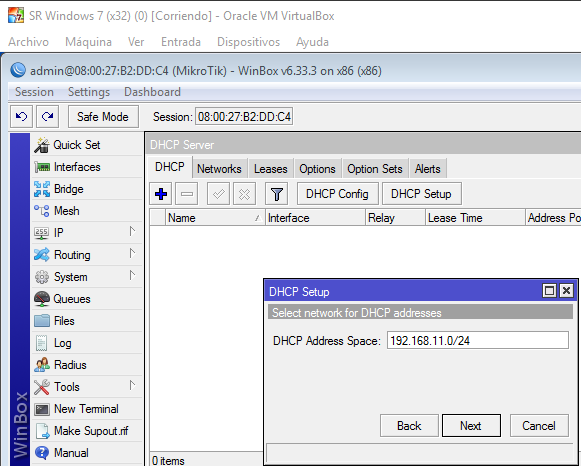 SR Windows 7 (x32) (0) [Corriendo] - Oracle VM VirtualBox
Archivo Máquina Ver Entrada Dispositivos Ayuda
admin@08:00:27:B2:DD:C4 (MikroTik) - WinBox v6.33.3 on x86 (x86)
Session Settings Dashboard
Safe Mode Session: 08:00:27:B2:DD:C4
Quick Set
Interfaces
Bridge
Mesh
IP
Routing
System
Queues
Files
Log
Radius
Tools
New Terminal
Make Supout.rif
Manual
WinBox
DHCP Server
DHCP Networks Leases Options Option Sets Alerts
DHCP Config DHCP Setup
Name Interface Relay Lease Time Address Po
DHCP Setup
Select network for DHCP addresses
DHCP Address Space: 192.168.11.0/24
Back Next Cancel
0 items